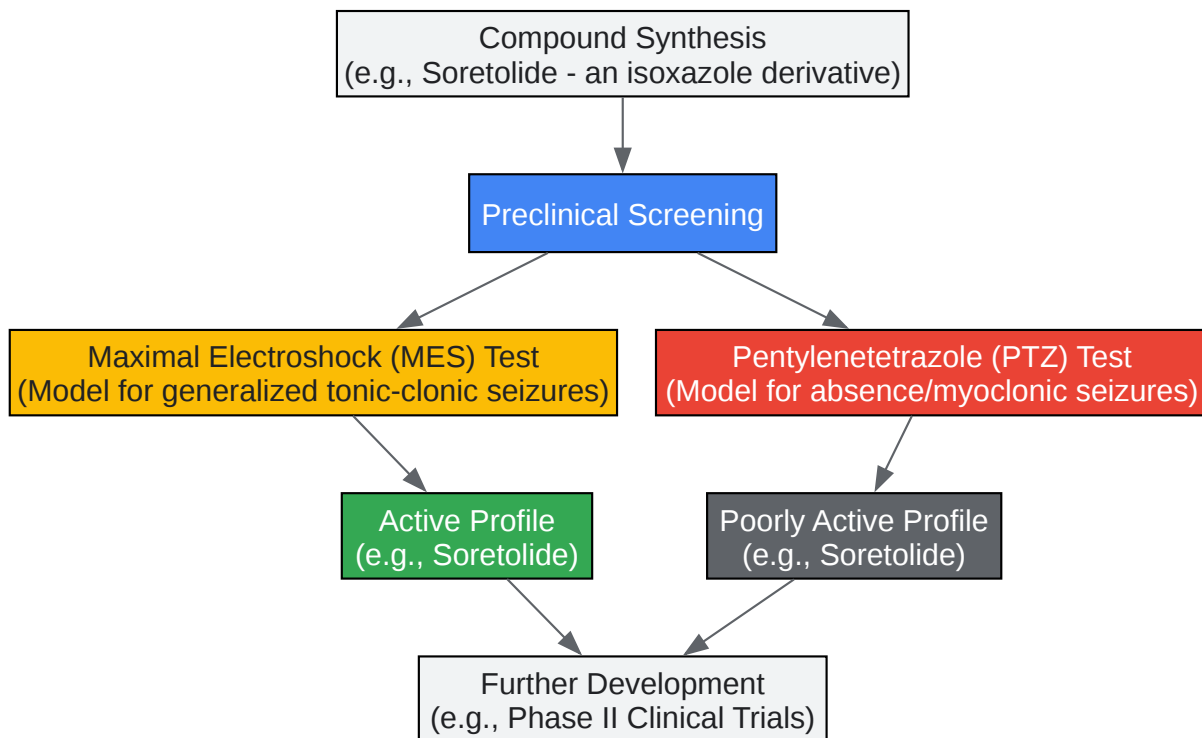 Compound Synthesis
(e.g., Soretolide - an isoxazole derivative)
Preclinical Screening
Maximal Electroshock (MES) Test
(Model for generalized tonic-clonic seizures)
Pentylenetetrazole (PTZ) Test
(Model for absence/myoclonic seizures)
Active Profile
(e.g., Soretolide)
Poorly Active Profile
(e.g., Soretolide)
Further Development
(e.g., Phase II Clinical Trials)